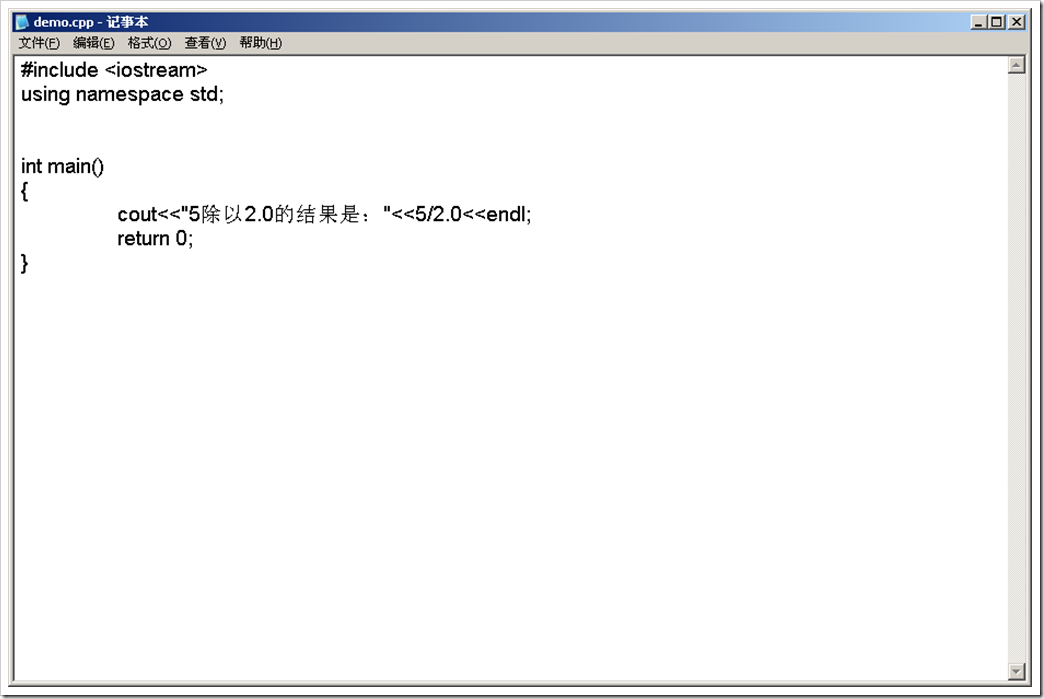 demo.cpp - 记事本
文件(F) 编辑(E) 格式(O) 查看(V) 帮助(H)
#include <iostream>
using namespace std;
int main()
{
cout<<"5除以2.0的结果是："<<5/2.0<<endl;
return 0;
}